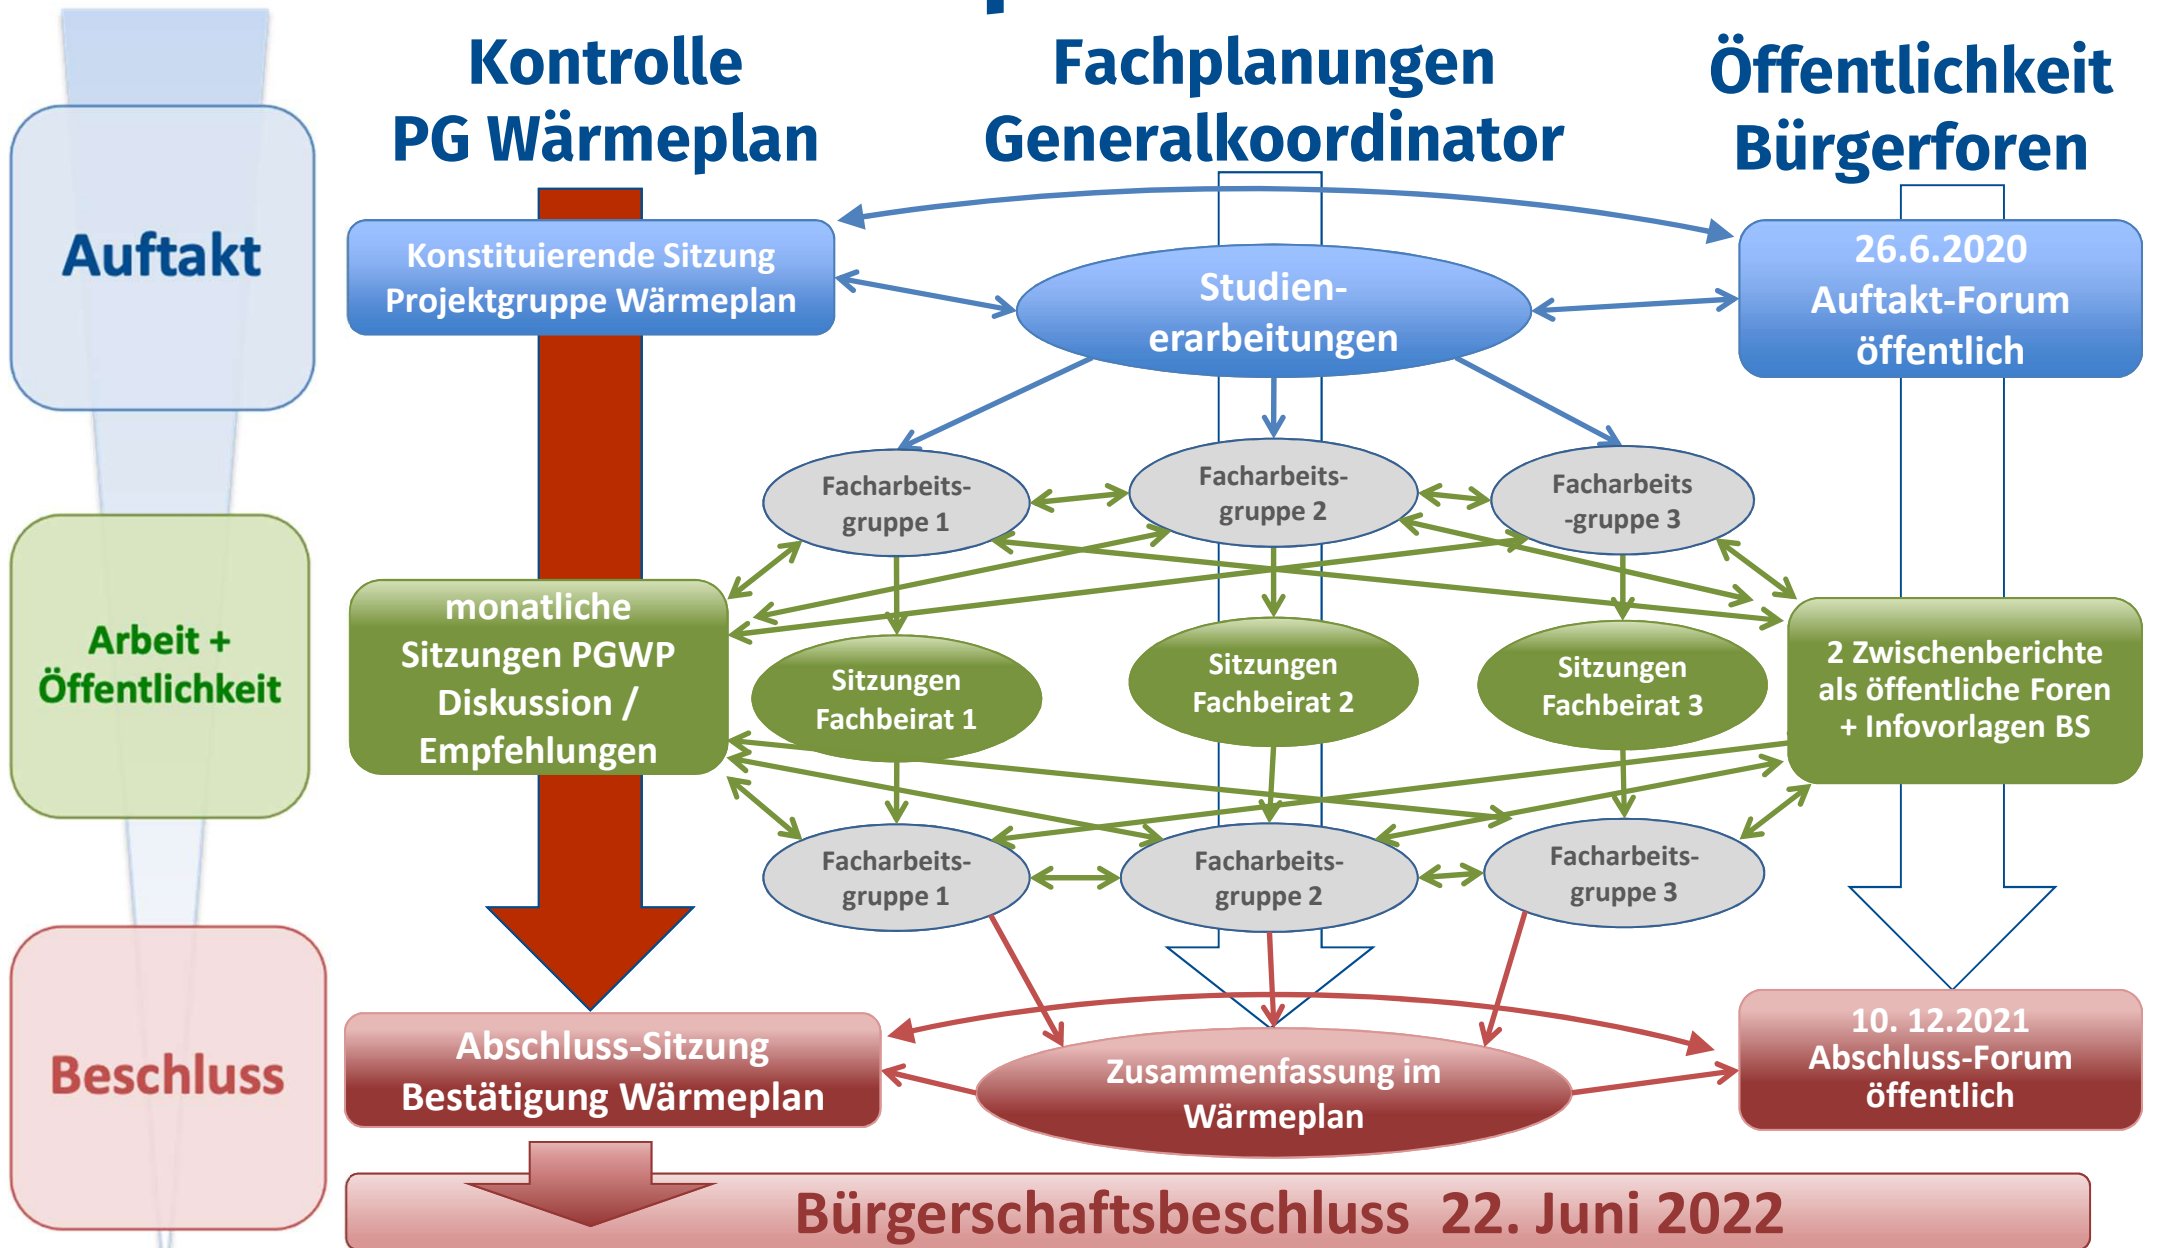 Kontrolle
PG Wärmeplan
Fachplanungen
Generalkoordinator
Öffentlichkeit
Bürgerforen
Auftakt
Konstituierende Sitzung
Projektgruppe Wärmeplan
Studien-
erarbeitungen
26.6.2020
Auftakt-Forum
öffentlich
Facharbeits-
gruppe 1
Facharbeits-
gruppe 2
Facharbeits
-gruppe 3
Arbeit +
Öffentlichkeit
monatliche
Sitzungen PGWP
Diskussion /
Empfehlungen
Sitzungen
Fachbeirat 1
Sitzungen
Fachbeirat 2
Sitzungen
Fachbeirat 3
2 Zwischenberichte
als öffentliche Foren
+ Infovorlagen BS
Facharbeits-
gruppe 1
Facharbeits-
gruppe 2
Facharbeits-
gruppe 3
Beschluss
Abschluss-Sitzung
Bestätigung Wärmeplan
Zusammenfassung im
Wärmeplan
10. 12.2021
Abschluss-Forum
öffentlich
Bürgerschaftsbeschluss 22. Juni 2022